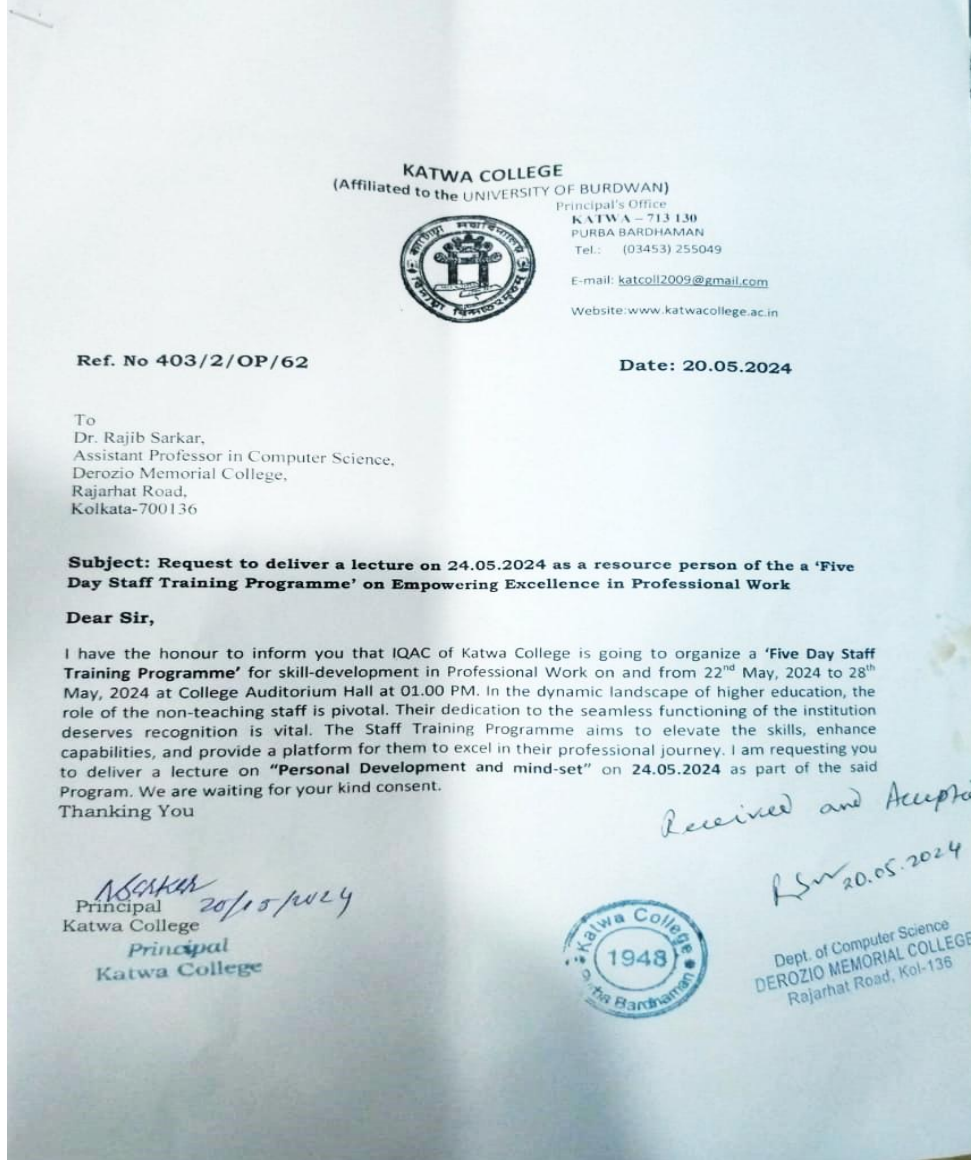 KATWA COLLEGE
(Affiliated to the UNIVERSITY OF BURDWAN)
Principal's Office
KATWA – 713 130
PURBA BARDHAMAN
Tel.: (03453) 255049
E-mail: katcoll2009@gmail.com
Website:www.katwacollege.ac.in
Ref. No 403/2/OP/62
Date: 20.05.2024
To
Dr. Rajib Sarkar,
Assistant Professor in Computer Science,
Derozio Memorial College,
Rajarhat Road,
Kolkata-700136
Subject: Request to deliver a lecture on 24.05.2024 as a resource person of the a ‘Five
Day Staff Training Programme’ on Empowering Excellence in Professional Work
Dear Sir,
I have the honour to inform you that IQAC of Katwa College is going to organize a ‘Five Day Staff
Training Programme’ for skill-development in Professional Work on and from 22nd May, 2024 to 28th
May, 2024 at College Auditorium Hall at 01.00 PM. In the dynamic landscape of higher education, the
role of the non-teaching staff is pivotal. Their dedication to the seamless functioning of the institution
deserves recognition is vital. The Staff Training Programme aims to elevate the skills, enhance
capabilities, and provide a platform for them to excel in their professional journey. I am requesting you
to deliver a lecture on “Personal Development and mind-set” on 24.05.2024 as part of the said
Program. We are waiting for your kind consent.
Thanking You
Received and Accepte
20.05.2024
Principal 20/05/2024
Katwa College
Principal
Katwa College
Katwa College
1948
Dept. of Computer Science
DEROZIO MEMORIAL COLLEGE
Rajarhat Road, Kol-136